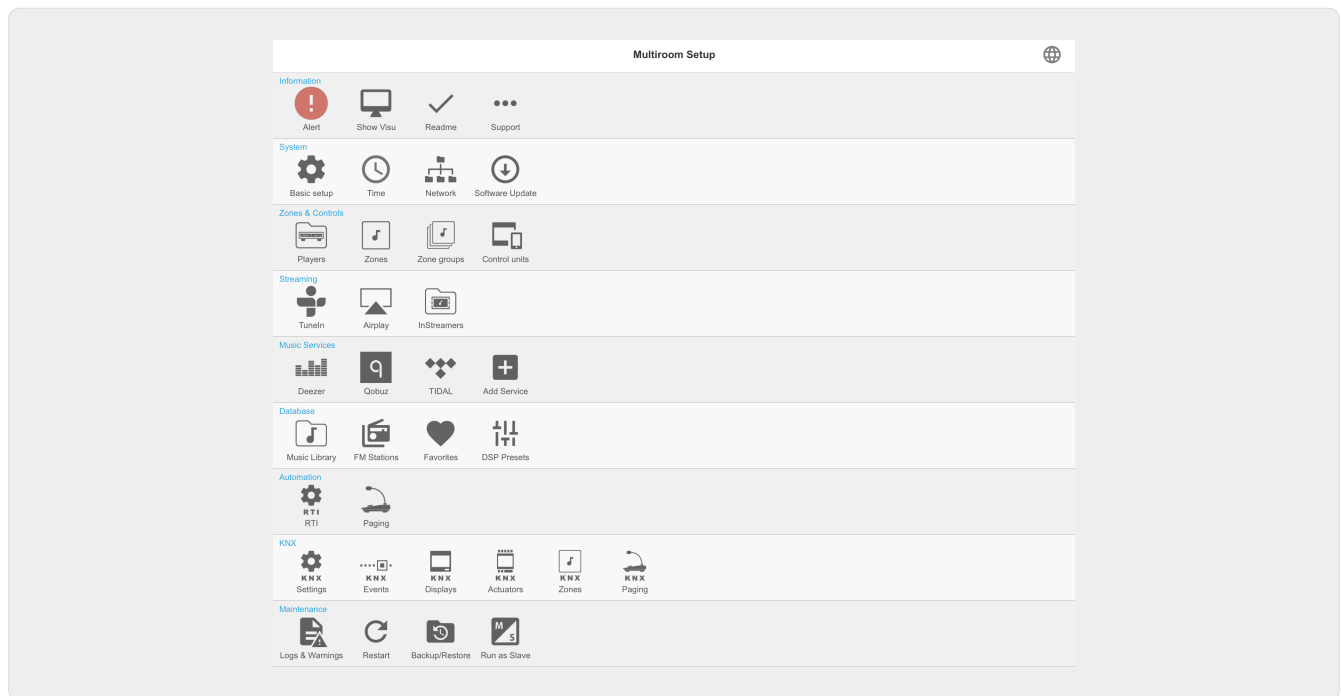 Multiroom Setup
Information
Alert Show Visu Readme Support
System
Basic setup Time Network Software Update
Zones & Controls
Players Zones Zone groups Control units
Streaming
TuneIn Airplay InStreamers
Music Services
q
Deezer Qobuz TIDAL Add Service
Database
Music Library FM Stations Favorites DSP Presets
Automation
RTI
RTI Paging
KNX
KNX KNX KNX KNX KNX KNX
Settings Events Displays Actuators Zones Paging
Maintenance
M S
Logs & Warnings Restart Backup/Restore Run as Slave